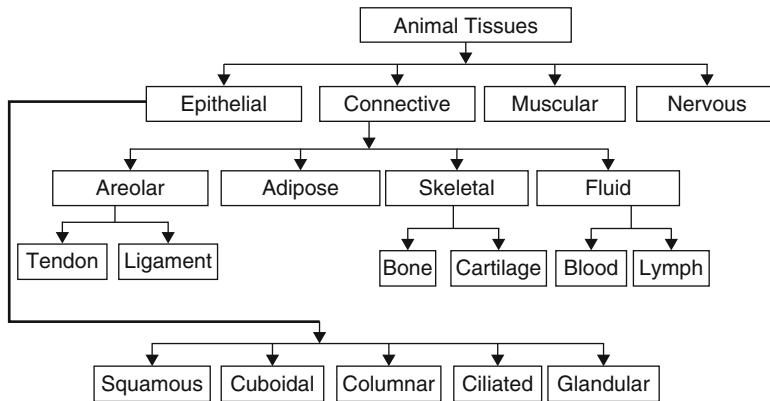 Animal Tissues
Epithelial Connective Muscular Nervous
Areolar Adipose Skeletal Fluid
Tendon Ligament Bone Cartilage Blood Lymph
Squamous Cuboidal Columnar Ciliated Glandular